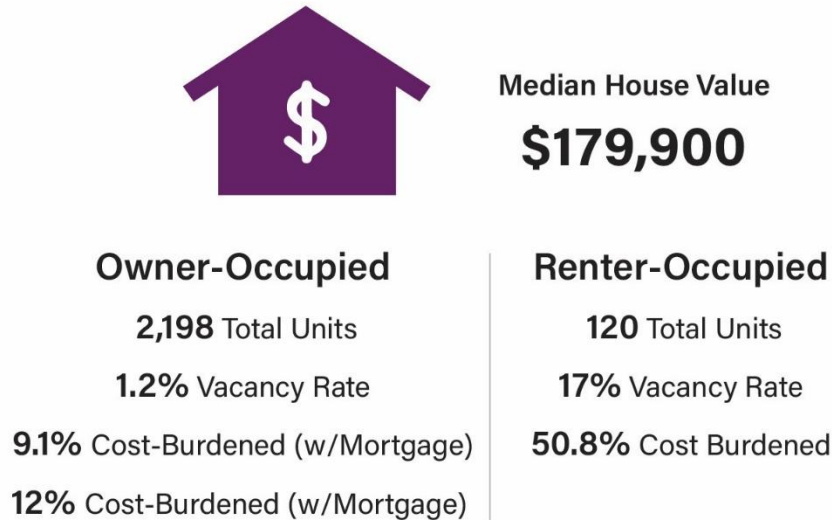 $
Median House Value
$179,900
Owner-Occupied
2,198 Total Units
1.2% Vacancy Rate
9.1% Cost-Burdened (w/Mortgage)
12% Cost-Burdened (w/Mortgage)
Renter-Occupied
120 Total Units
17% Vacancy Rate
50.8% Cost Burdened